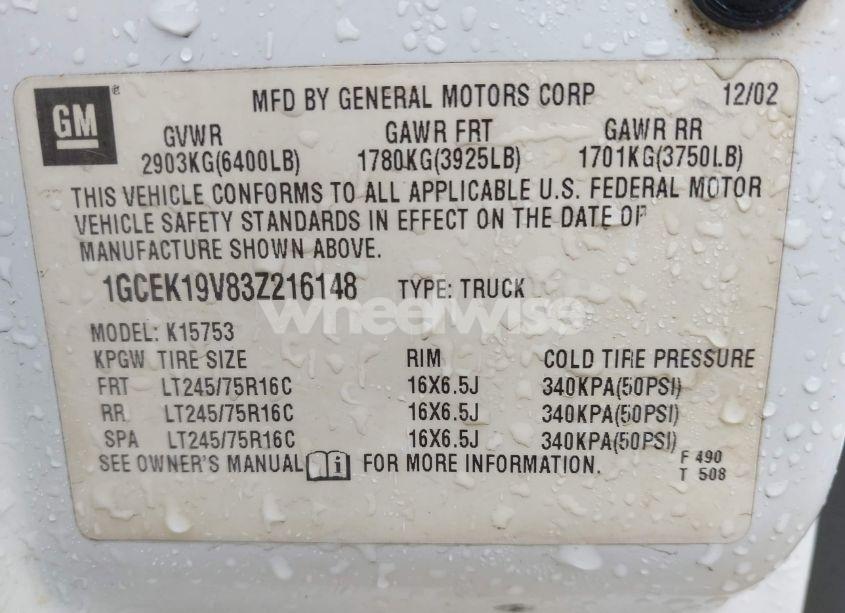 GM ® MFD BY GENERAL MOTORS CORP 12/02
GVWR GAWR FRT GAWR RR
2903KG(6400LB) 1780KG(3925LB) 1701KG(3750LB)
THIS VEHICLE CONFORMS TO ALL APPLICABLE U.S. FEDERAL MOTOR
VEHICLE SAFETY STANDARDS IN EFFECT ON THE DATE OF
MANUFACTURE SHOWN ABOVE.
1GCEK19V83Z216148 TYPE: TRUCK
wheelwise
MODEL: K15753
KPGW TIRE SIZE RIM COLD TIRE PRESSURE
FRT LT245/75R16C 16X6.5J 340KPA(50PSI)
RR LT245/75R16C 16X6.5J 340KPA(50PSI)
SPA LT245/75R16C 16X6.5J 340KPA(50PSI)
SEE OWNER'S MANUAL i FOR MORE INFORMATION. F 490
T 508